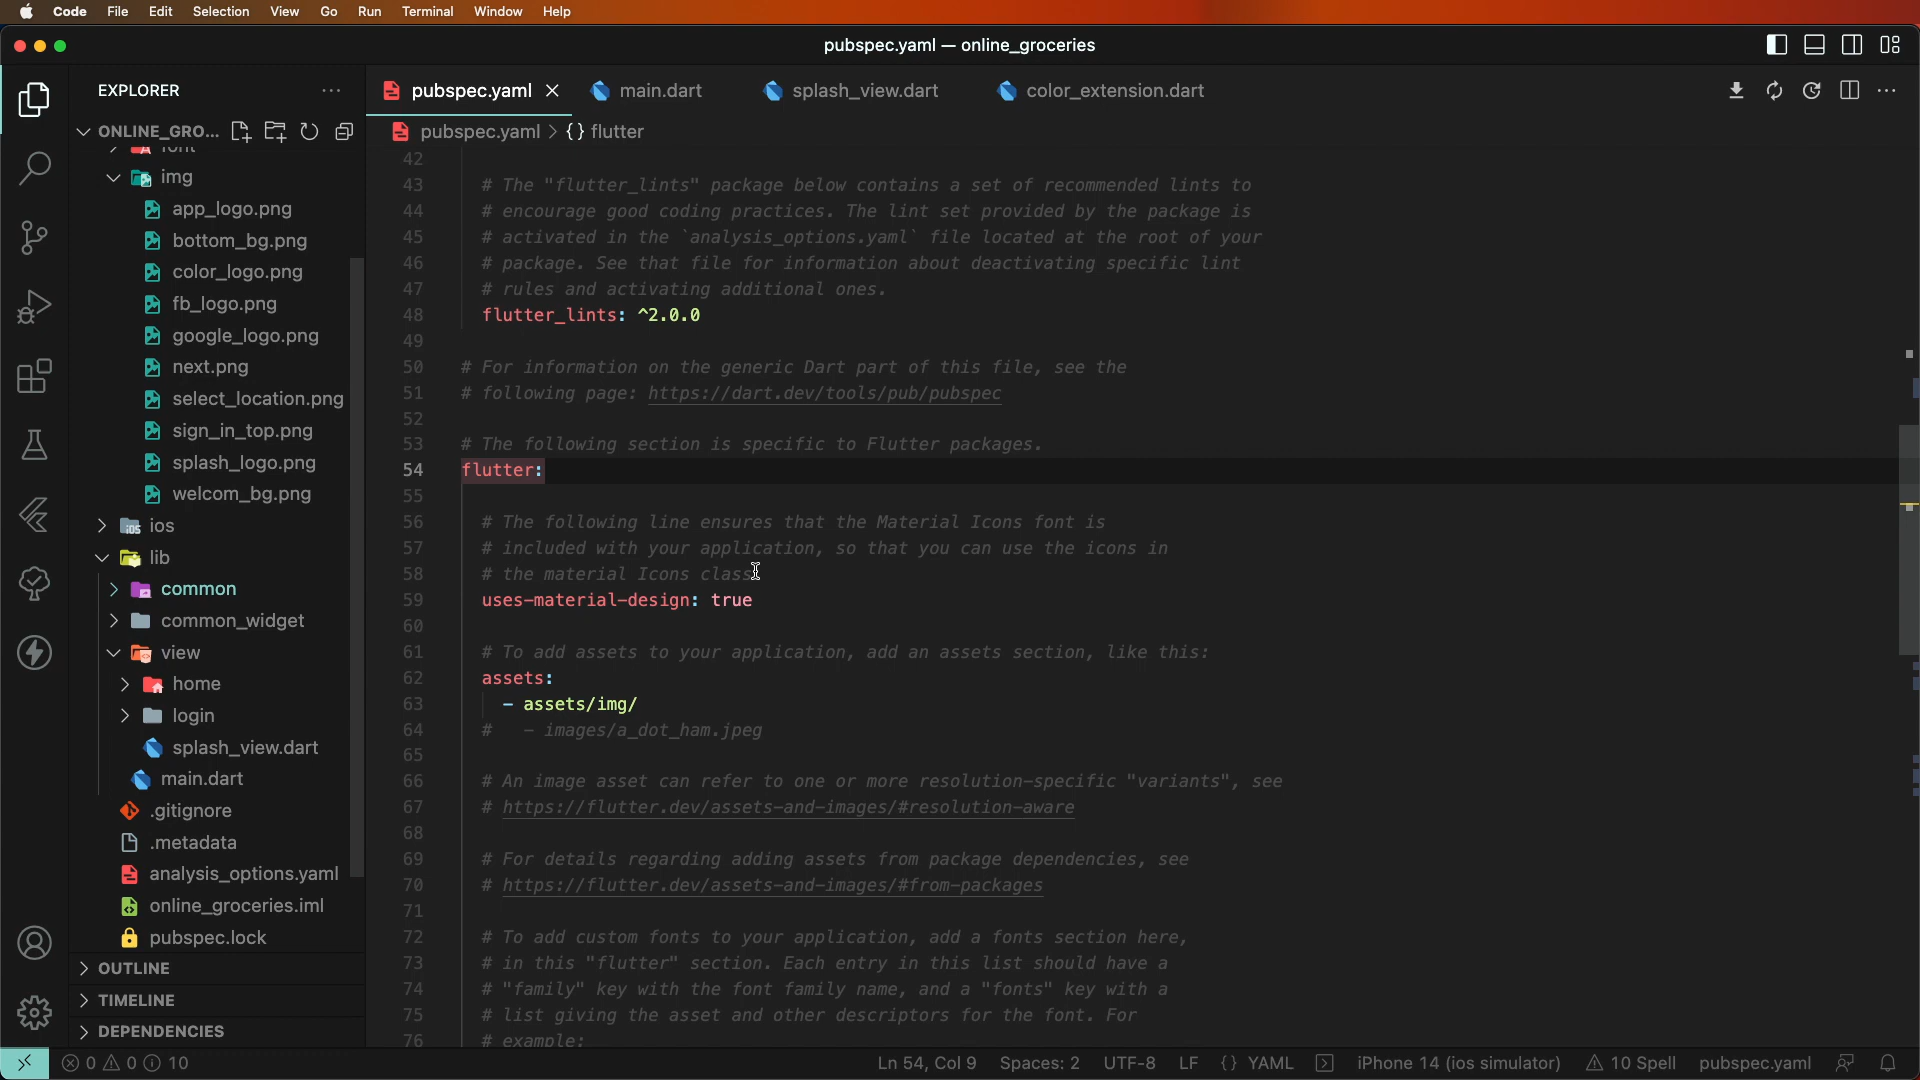 Code File Edit Selection View Go Run Terminal Window Help
pubspec.yaml — online_groceries
EXPLORER
pubspec.yaml main.dart splash_view.dart color_extension.dart
ONLINE_GRO...
pubspec.yaml > {} flutter
font
img
app_logo.png
bottom_bg.png
color_logo.png
fb_logo.png
google_logo.png
next.png
select_location.png
sign_in_top.png
splash_logo.png
welcom_bg.png
ios
lib
common
common_widget
view
home
login
splash_view.dart
main.dart
.gitignore
.metadata
analysis_options.yaml
online_groceries.iml
pubspec.lock
OUTLINE
TIMELINE
DEPENDENCIES
42
43 # The "flutter_lints" package below contains a set of recommended lints to
44 # encourage good coding practices. The lint set provided by the package is
45 # activated in the `analysis_options.yaml` file located at the root of your
46 # package. See that file for information about deactivating specific lint
47 # rules and activating additional ones.
48 flutter_lints: ^2.0.0
49
50 # For information on the generic Dart part of this file, see the
51 # following page: https://dart.dev/tools/pub/pubspec
52
53 # The following section is specific to Flutter packages.
54 flutter:
55
56 # The following line ensures that the Material Icons font is
57 # included with your application, so that you can use the icons in
58 # the material Icons class
59 uses-material-design: true
60
61 # To add assets to your application, add an assets section, like this:
62 assets:
63 - assets/img/
64 # - images/a_dot_ham.jpeg
65
66 # An image asset can refer to one or more resolution-specific "variants", see
67 # https://flutter.dev/assets-and-images/#resolution-aware
68
69 # For details regarding adding assets from package dependencies, see
70 # https://flutter.dev/assets-and-images/#from-packages
71
72 # To add custom fonts to your application, add a fonts section here,
73 # in this "flutter" section. Each entry in this list should have a
74 # "family" key with the font family name, and a "fonts" key with a
75 # list giving the asset and other descriptors for the font. For
76 # example:
0 0 10 Ln 54, Col 9 Spaces: 2 UTF-8 LF {} YAML iPhone 14 (ios simulator) 10 Spell pubspec.yaml